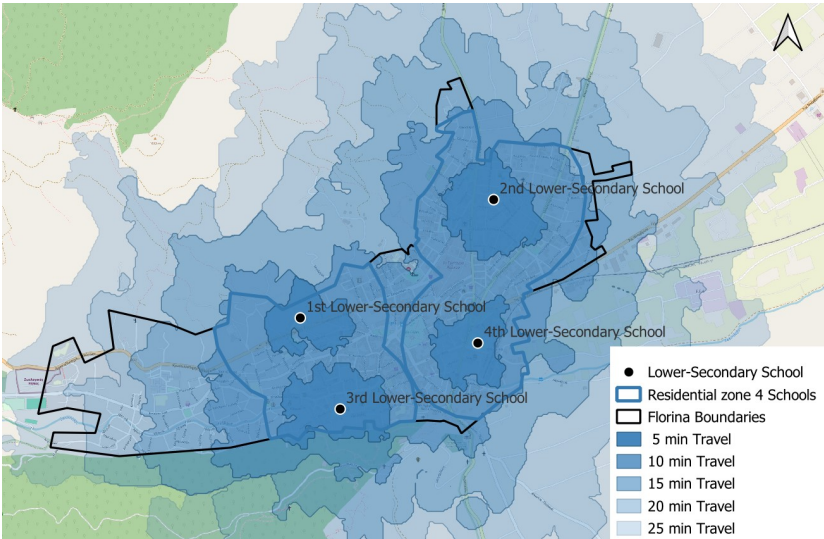 2nd Lower-Secondary School
1st Lower-Secondary School
4th Lower-Secondary School
3rd Lower-Secondary School
Lower-Secondary School
Residential zone 4 Schools
Florina Boundaries
5 min Travel
10 min Travel
15 min Travel
20 min Travel
25 min Travel